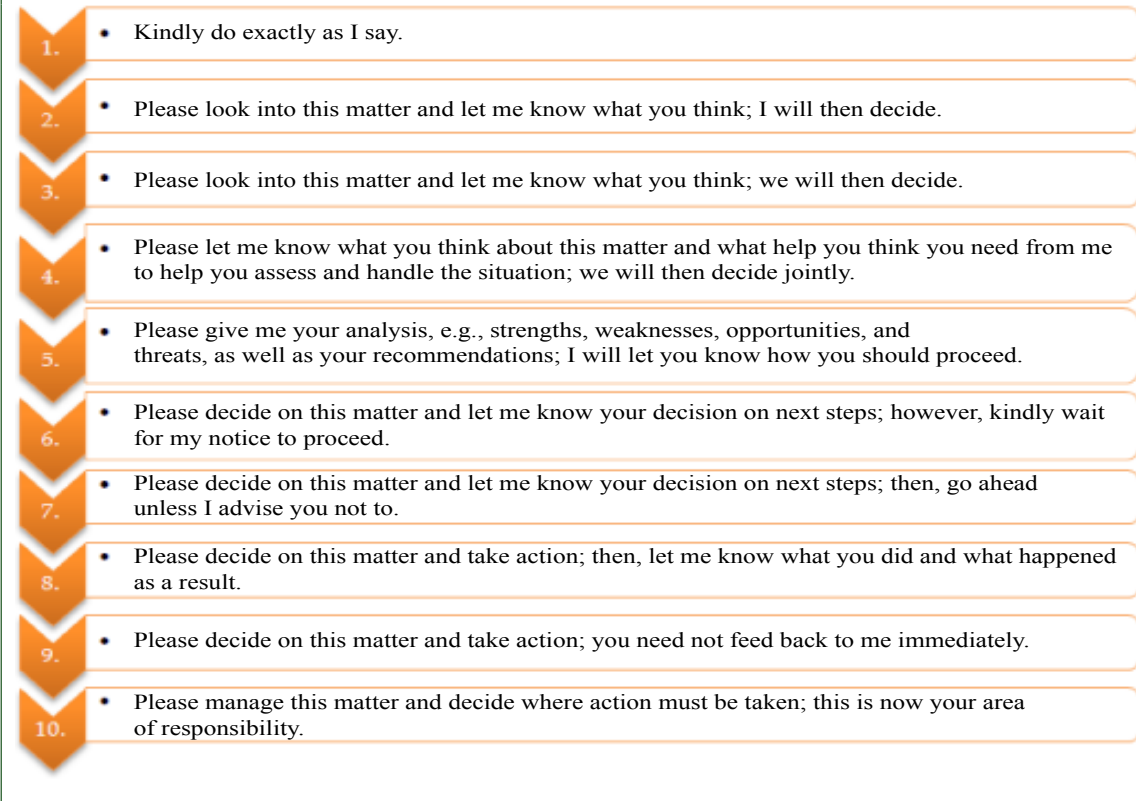 1. • Kindly do exactly as I say.
2. • Please look into this matter and let me know what you think; I will then decide.
3. • Please look into this matter and let me know what you think; we will then decide.
4. • Please let me know what you think about this matter and what help you think you need from me
to help you assess and handle the situation; we will then decide jointly.
5. • Please give me your analysis, e.g., strengths, weaknesses, opportunities, and
threats, as well as your recommendations; I will let you know how you should proceed.
6. • Please decide on this matter and let me know your decision on next steps; however, kindly wait
for my notice to proceed.
7. • Please decide on this matter and let me know your decision on next steps; then, go ahead
unless I advise you not to.
8. • Please decide on this matter and take action; then, let me know what you did and what happened
as a result.
9. • Please decide on this matter and take action; you need not feed back to me immediately.
10. • Please manage this matter and decide where action must be taken; this is now your area
of responsibility.